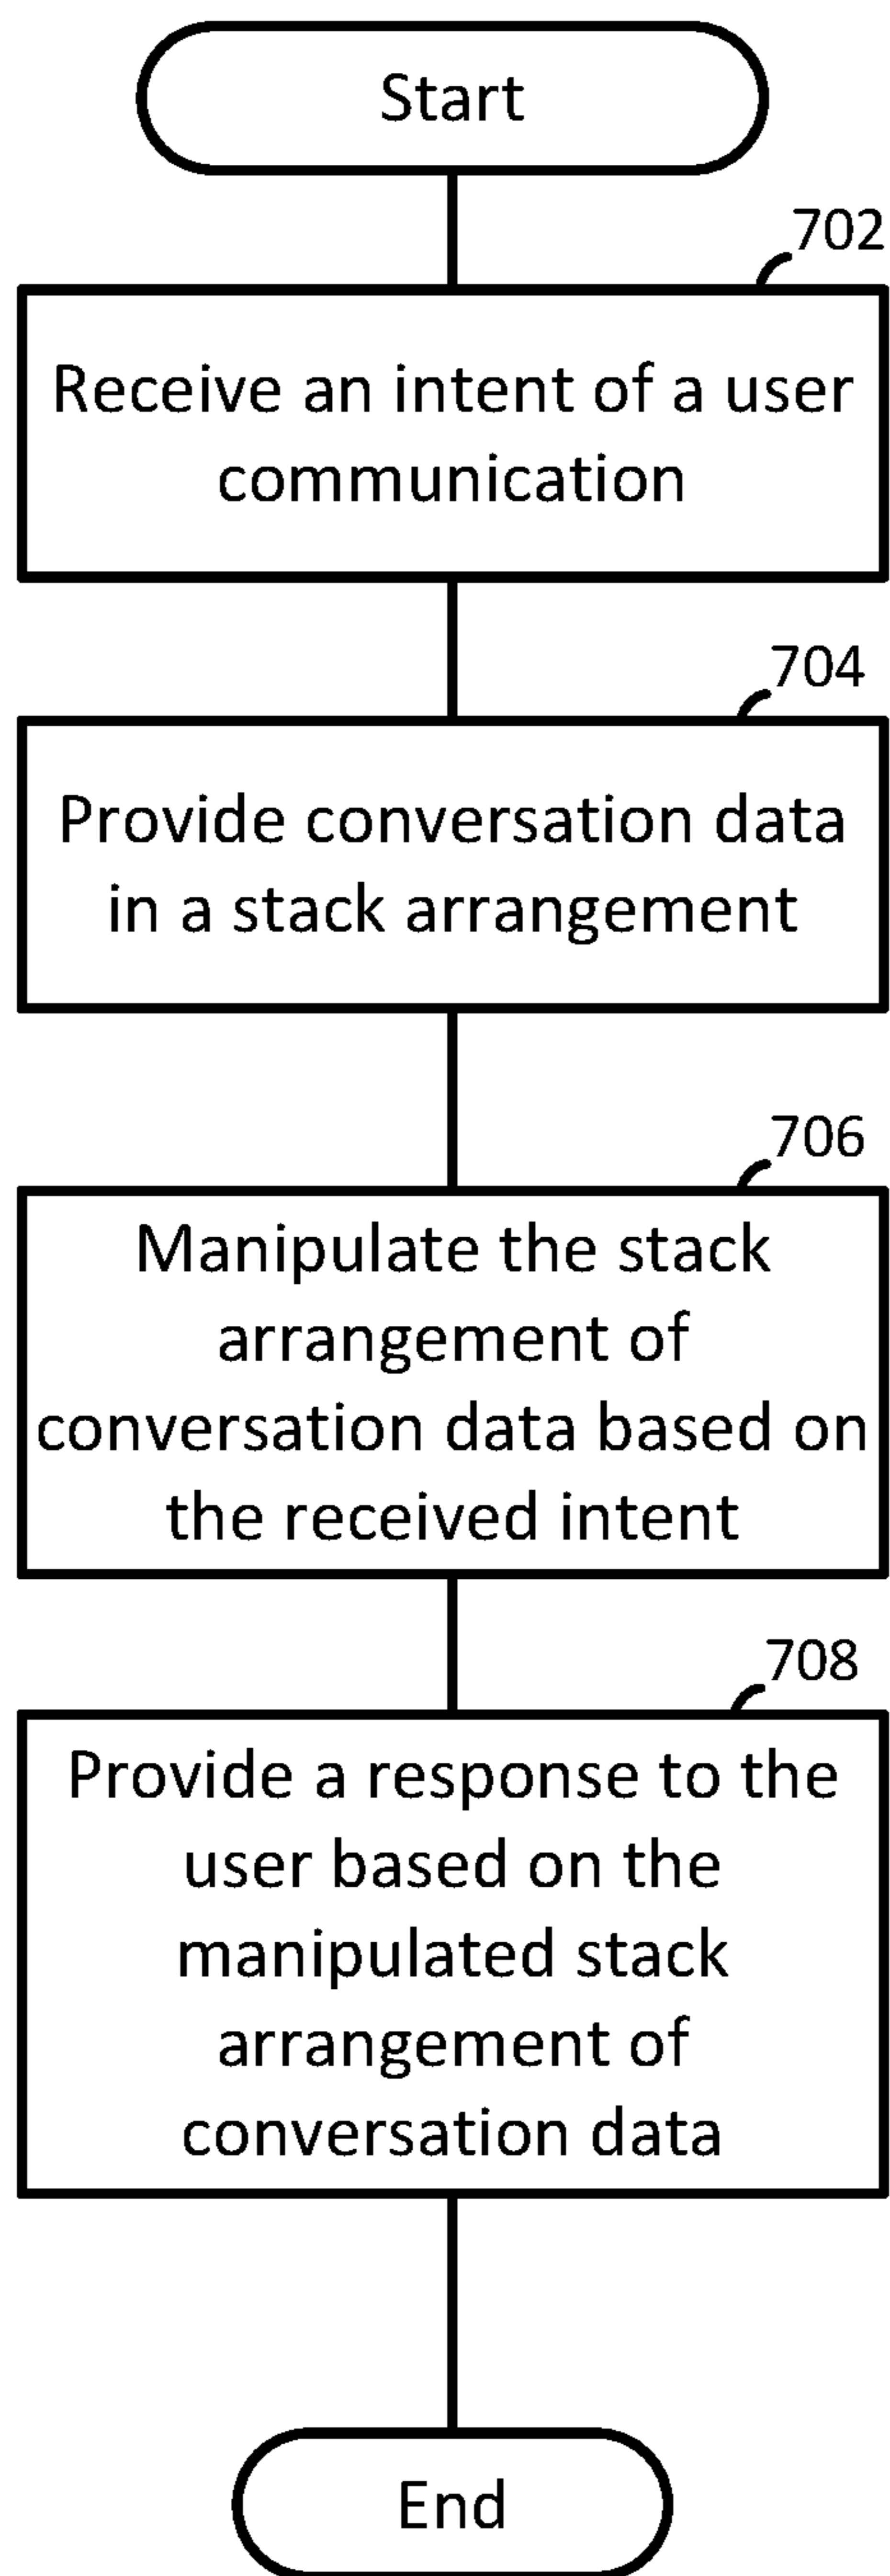 Start
702
Receive an intent of a user
communication
704
Provide conversation data
in a stack arrangement
706
Manipulate the stack
arrangement of
conversation data based on
the received intent
708
Provide a response to the
user based on the
manipulated stack
arrangement of
conversation data
End